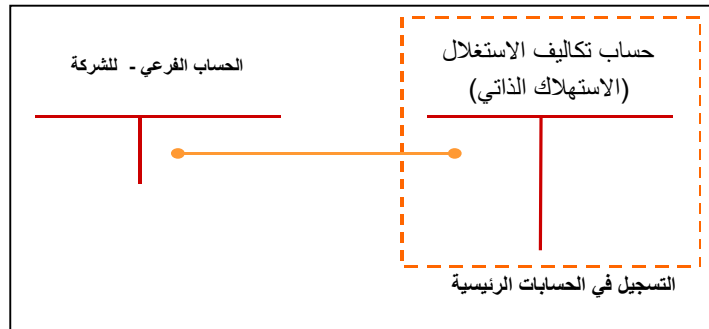 حساب تكاليف الاستغلال
(الاستهلاك الذاتي)
الحساب الفرعي - للشركة
التسجيل في الحسابات الرئيسية